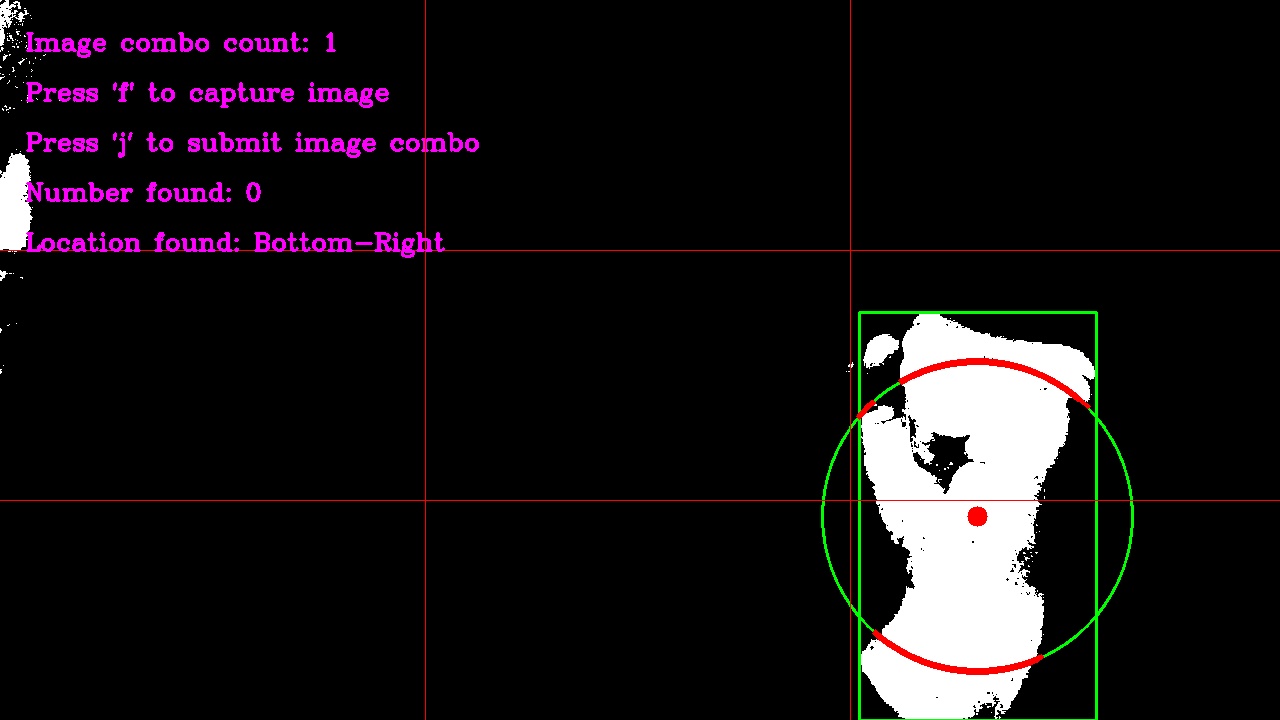 Image combo count: 1
Press 'f' to capture image
Press 'j' to submit image combo
Number found: 0
Location found: Bottom-Right